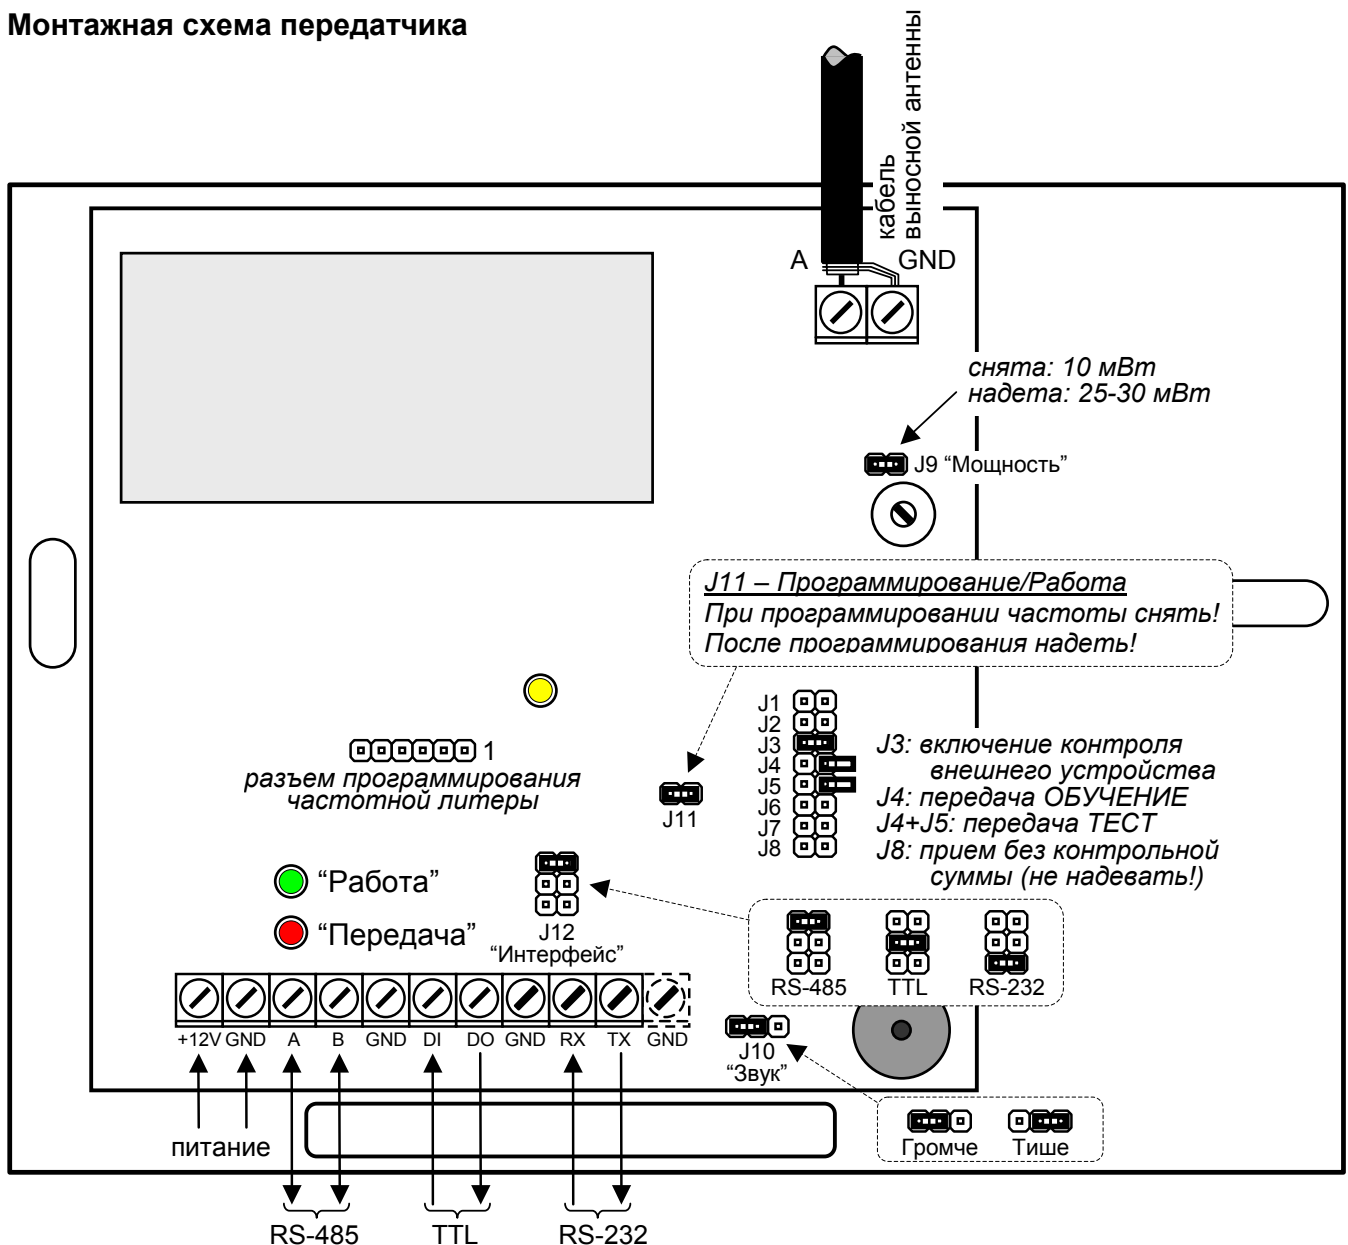 Монтажная схема передатчика
кабель
выносной антенны
A GND
снята: 10 мВт
надета: 25-30 мВт
J9 “Мощность”
J11 – Программирование/Работа
При программировании частоты снять!
После программирования надеть!
J1
J2
J3
J4
J5
J6
J7
J8
J3: включение контроля
внешнего устройства
J4: передача ОБУЧЕНИЕ
J4+J5: передача ТЕСТ
J8: прием без контрольной
суммы (не надевать!)
1
разъем программирования
частотной литеры
J11
“Работа”
“Передача”
J12
“Интерфейс”
RS-485 TTL RS-232
+12V GND A B GND DI DO GND RX TX GND
J10
“Звук”
Громче Тише
питание
RS-485 TTL RS-232